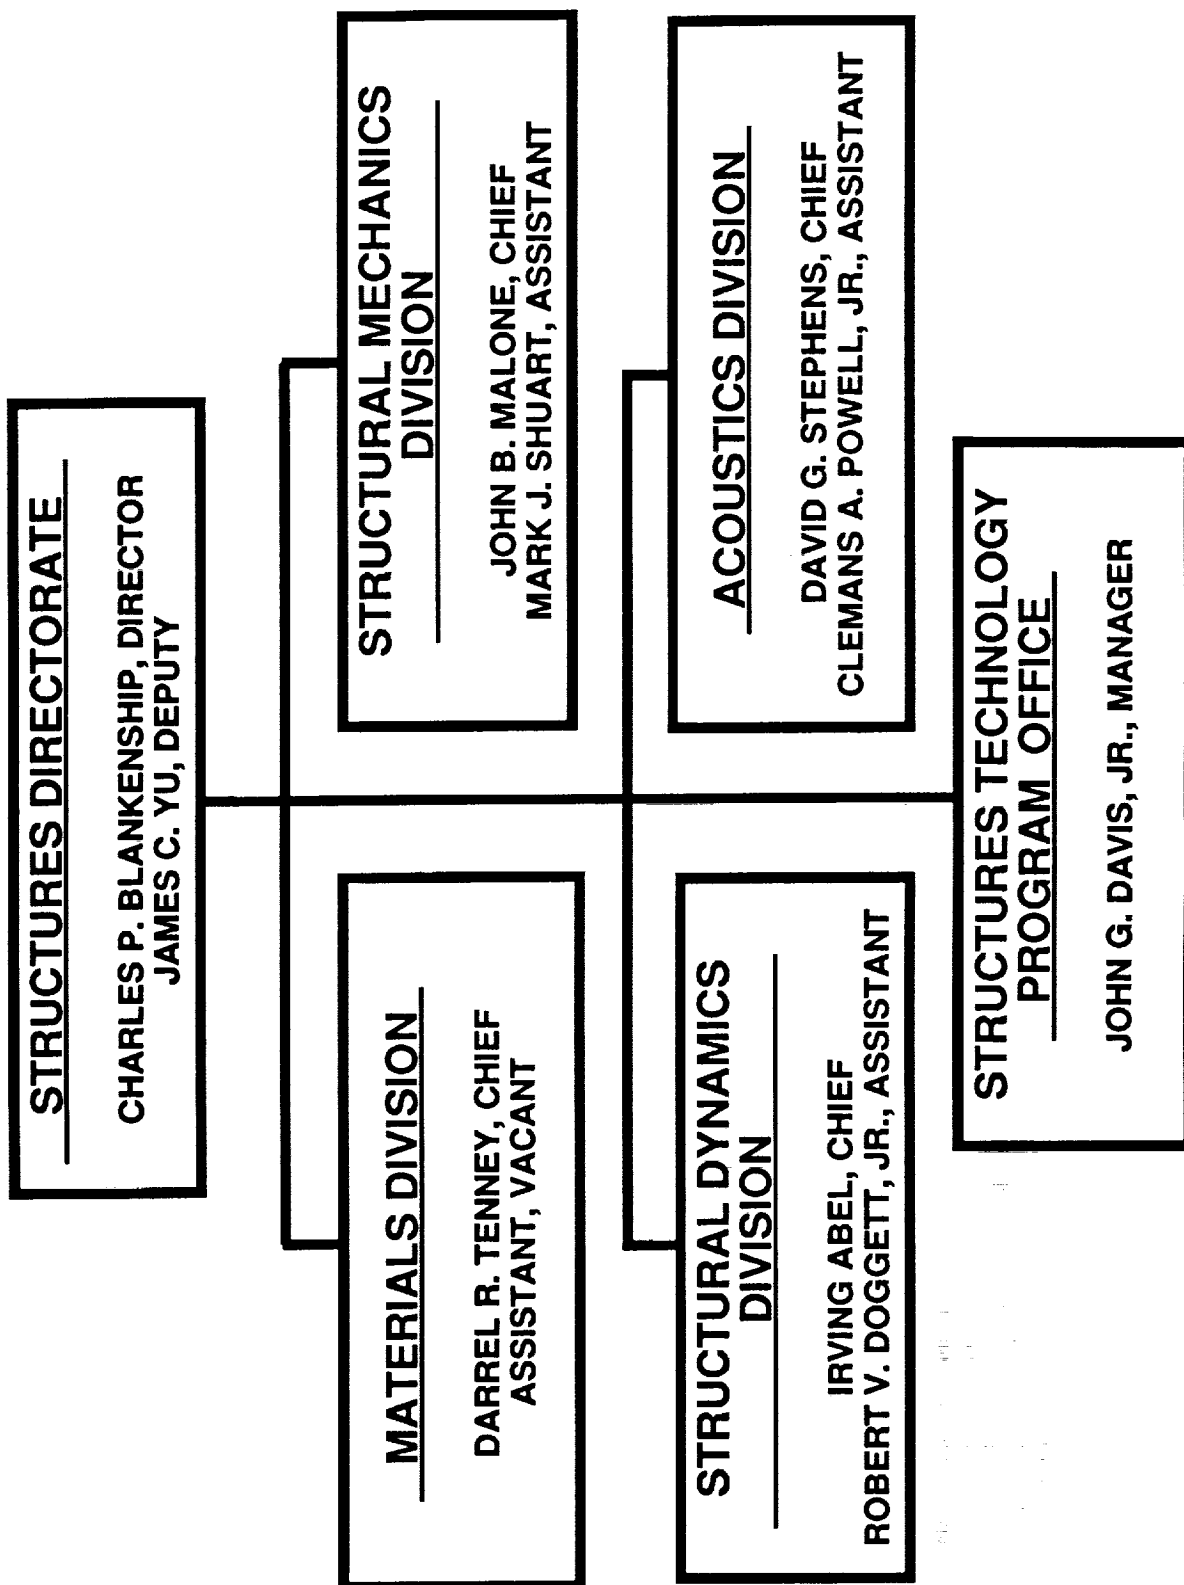 STRUCTURES DIRECTORATE
CHARLES P. BLANKENSHIP, DIRECTOR
JAMES C. YU, DEPUTY
MATERIALS DIVISION
DARREL R. TENNEY, CHIEF
ASSISTANT, VACANT
STRUCTURAL MECHANICS
DIVISION
JOHN B. MALONE, CHIEF
MARK J. SHUART, ASSISTANT
STRUCTURAL DYNAMICS
DIVISION
IRVING ABEL, CHIEF
ROBERT V. DOGGETT, JR., ASSISTANT
ACOUSTICS DIVISION
DAVID G. STEPHENS, CHIEF
CLEMANS A. POWELL, JR., ASSISTANT
STRUCTURES TECHNOLOGY
PROGRAM OFFICE
JOHN G. DAVIS, JR., MANAGER